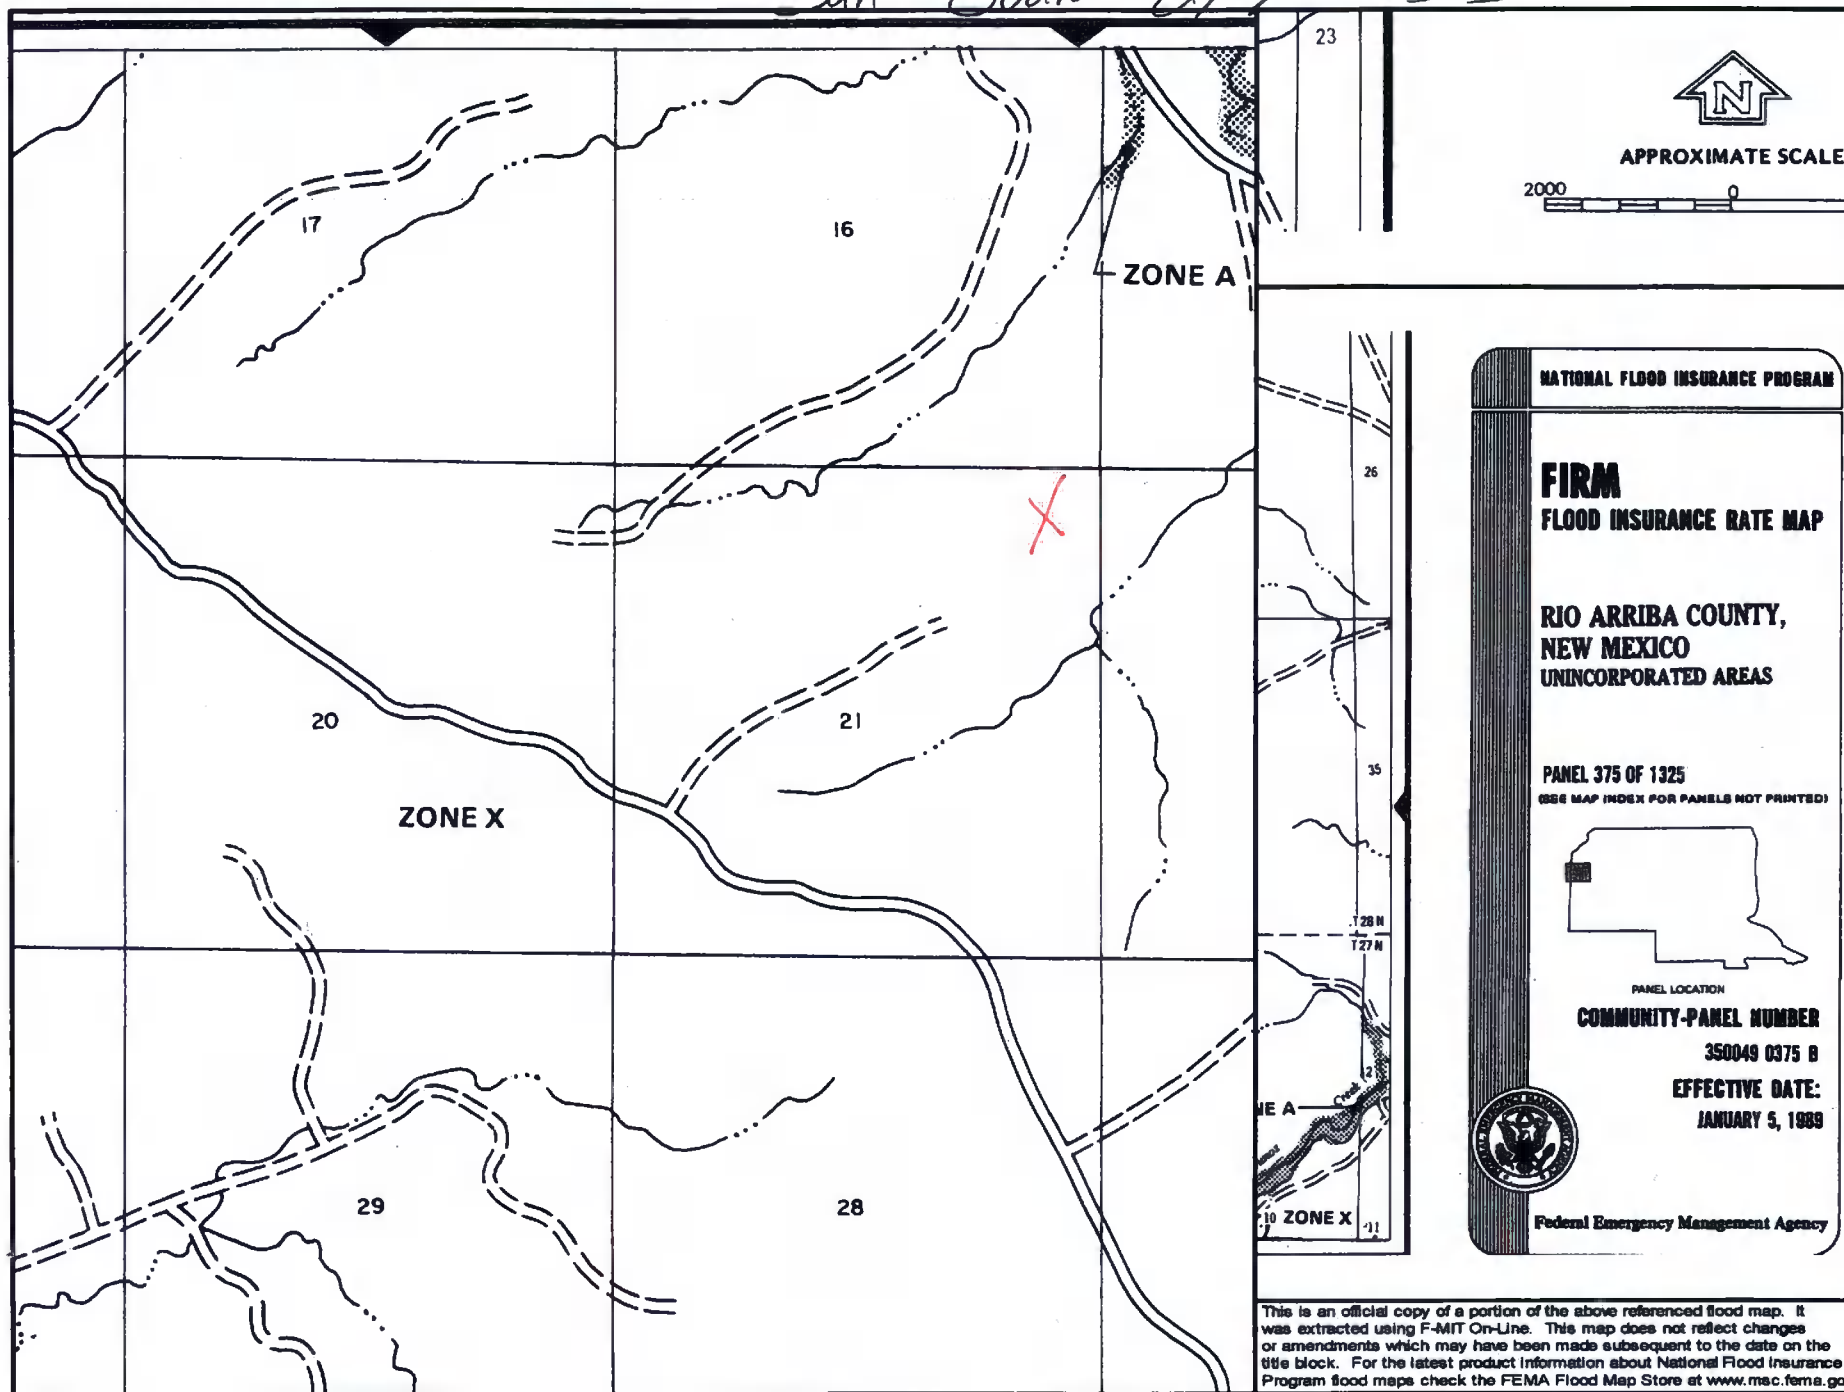 23
N
APPROXIMATE SCALE
2000 0
17
16
ZONE A
NATIONAL FLOOD INSURANCE PROGRAM
26
FIRM
FLOOD INSURANCE RATE MAP
X
RIO ARRIBA COUNTY,
NEW MEXICO
UNINCORPORATED AREAS
20
21
35
PANEL 375 OF 1325
(SEE MAP INDEX FOR PANELS NOT PRINTED)
ZONE X
T 28 N
T 27 N
PANEL LOCATION
COMMUNITY-PANEL NUMBER
350049 0375 B
EFFECTIVE DATE:
JANUARY 5, 1989
NE A
Creek
29
28
10 ZONE X 11
Federal Emergency Management Agency
This is an official copy of a portion of the above referenced flood map. It
was extracted using F-MIT On-Line. This map does not reflect changes
or amendments which may have been made subsequent to the date on the
title block. For the latest product information about National Flood Insurance
Program flood maps check the FEMA Flood Map Store at www.msc.fema.go